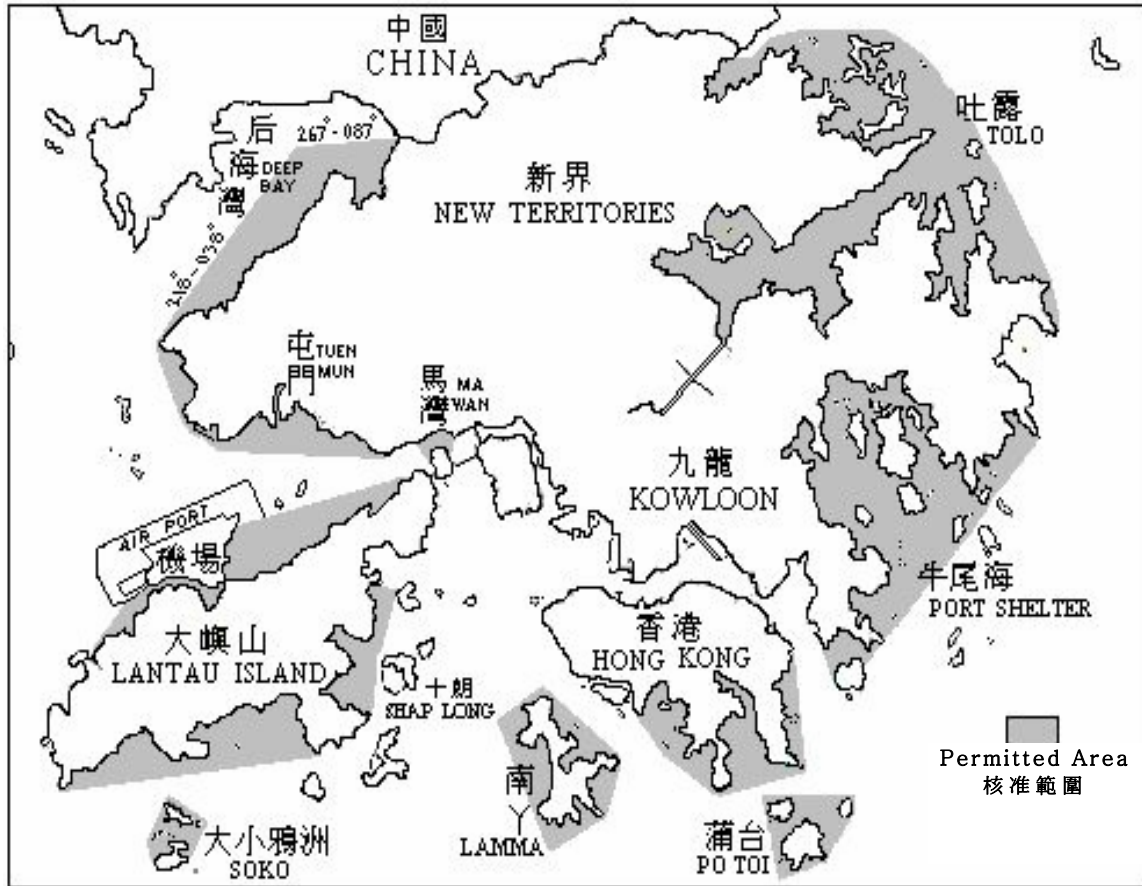 中國
CHINA
后海灣
DEEP
BAY
267°-087°
218°-038°
吐露
TOLO
新界
NEW TERRITORIES
屯門
TUEN
MUN
馬灣
MA
WAN
九龍
KOWLOON
AIR PORT
機場
牛尾海
PORT SHELTER
大嶼山
LANTAU ISLAND
香港
HONG KONG
十朗
SHAP LONG
Permitted Area
核准範圍
南丫
LAMMA
大小鴉洲
SOKO
蒲台
PO TOI